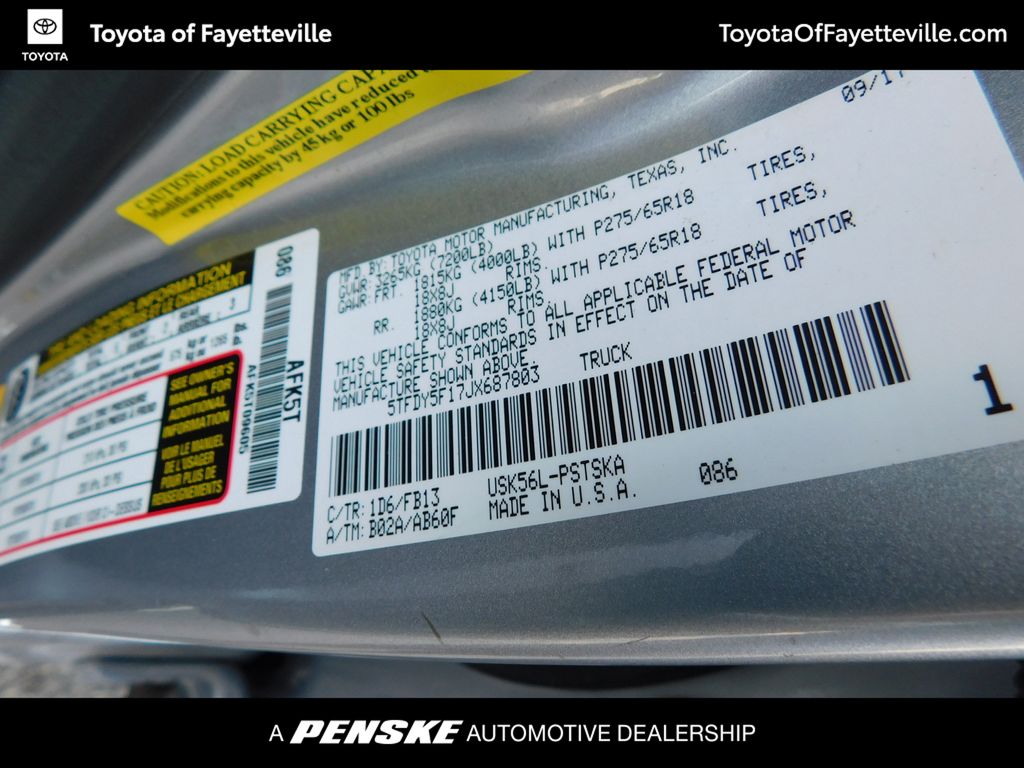 TOYOTA
Toyota of Fayetteville
ToyotaOfFayetteville.com
CAUTION: LOAD CARRYING
Modifications to this vehicle have reduced
carrying capacity by 45 kg or 100 lbs
09/17
MFD BY: TOYOTA MOTOR MANUFACTURING, TEXAS, INC.
GVWR: 3265KG (7200LB)
GAWR: FRT. 1815KG (4000LB) WITH P275/65R18 TIRES,
18X8J RIMS,
RR. 1880KG (4150LB) WITH P275/65R18 TIRES,
18X8J RIMS.
THIS VEHICLE CONFORMS TO ALL APPLICABLE FEDERAL MOTOR
VEHICLE SAFETY STANDARDS IN EFFECT ON THE DATE OF
MANUFACTURE SHOWN ABOVE.
5TFDY5F17JX687803 TRUCK
C/TR: 1D6/FB13 USK56L-PSTSKA 086
A/TM: B02A/AB60F MADE IN U.S.A.
1
086
AFK5T
AFK5T09605
SEE OWNER'S
MANUAL FOR
ADDITIONAL
INFORMATION
VOIR LE MANUEL
DE L'USAGER
POUR PLUS DE
RENSEIGNEMENTS
A PENSKE AUTOMOTIVE DEALERSHIP